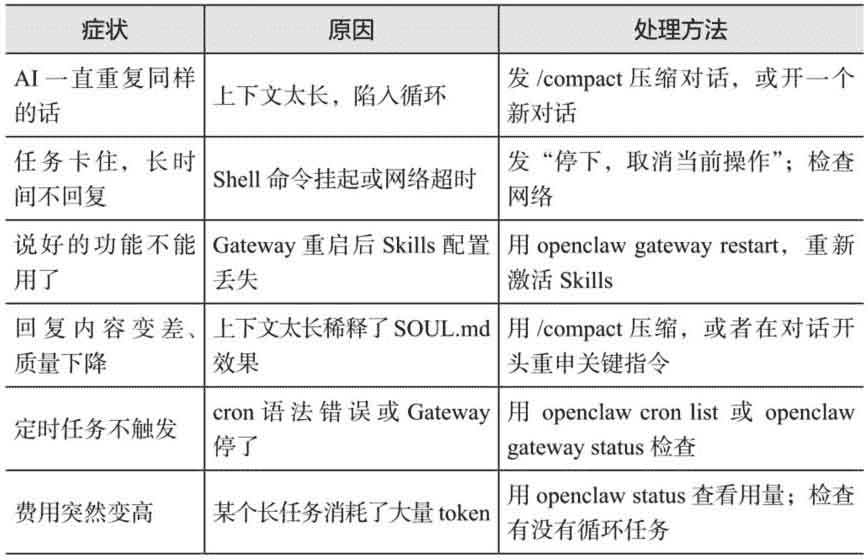 症状 原因 处理方法
AI 一直重复同样
的话
上下文太长，陷入循环
发 /compact 压缩对话，或开一个
新对话
任务卡住，长时
间不回复
Shell 命令挂起或网络超时
发“停下，取消当前操作”；检查
网络
说好的功能不能
用了
Gateway 重启后 Skills 配置
丢失
用 openclaw gateway restart，重新
激活 Skills
回复内容变差、
质量下降
上下文太长稀释了 SOUL.md
效果
用 /compact 压缩，或者在对话开
头重申关键指令
定时任务不触发
cron 语法错误或 Gateway
停了
用 openclaw cron list 或 openclaw
gateway status 检查
费用突然变高
某个长任务消耗了大量 token
用 openclaw status 查看用量；检查
有没有循环任务